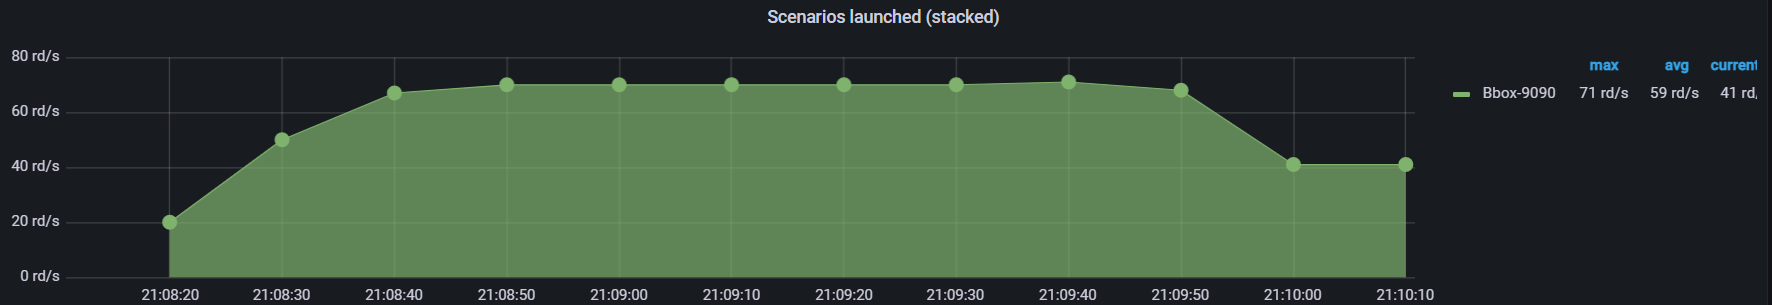 Scenarios launched (stacked)
80 rd/s
60 rd/s
40 rd/s
20 rd/s
0 rd/s
21:08:20 21:08:30 21:08:40 21:08:50 21:09:00 21:09:10 21:09:20 21:09:30 21:09:40 21:09:50 21:10:00 21:10:10
max avg current
Bbox-9090 71 rd/s 59 rd/s 41 rd/